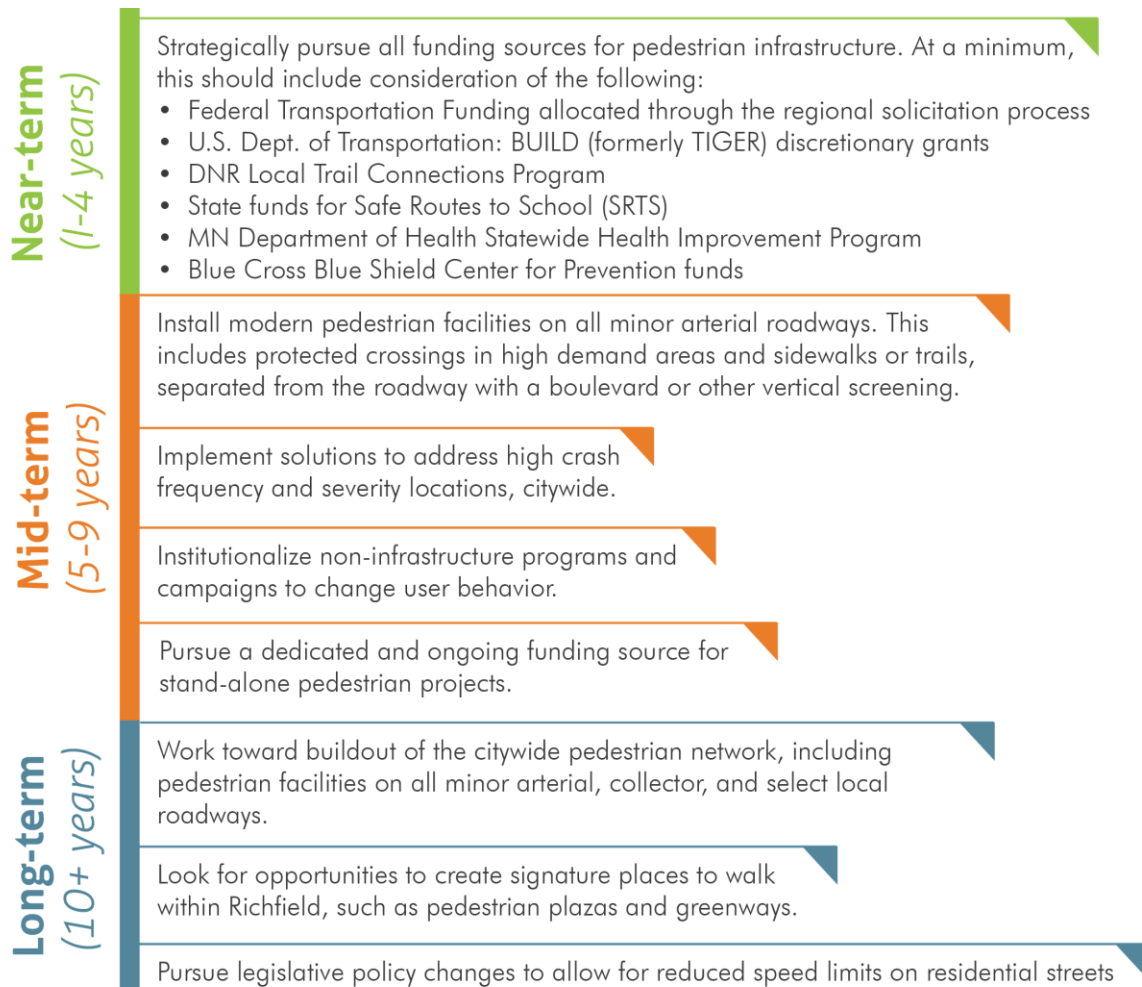 Near-term
(1-4 years)
Strategically pursue all funding sources for pedestrian infrastructure. At a minimum,
this should include consideration of the following:
• Federal Transportation Funding allocated through the regional solicitation process
• U.S. Dept. of Transportation: BUILD (formerly TIGER) discretionary grants
• DNR Local Trail Connections Program
• State funds for Safe Routes to School (SRTS)
• MN Department of Health Statewide Health Improvement Program
• Blue Cross Blue Shield Center for Prevention funds
Mid-term
(5-9 years)
Install modern pedestrian facilities on all minor arterial roadways. This
includes protected crossings in high demand areas and sidewalks or trails,
separated from the roadway with a boulevard or other vertical screening.
Implement solutions to address high crash
frequency and severity locations, citywide.
Institutionalize non-infrastructure programs and
campaigns to change user behavior.
Pursue a dedicated and ongoing funding source for
stand-alone pedestrian projects.
Long-term
(10+ years)
Work toward buildout of the citywide pedestrian network, including
pedestrian facilities on all minor arterial, collector, and select local
roadways.
Look for opportunities to create signature places to walk
within Richfield, such as pedestrian plazas and greenways.
Pursue legislative policy changes to allow for reduced speed limits on residential streets